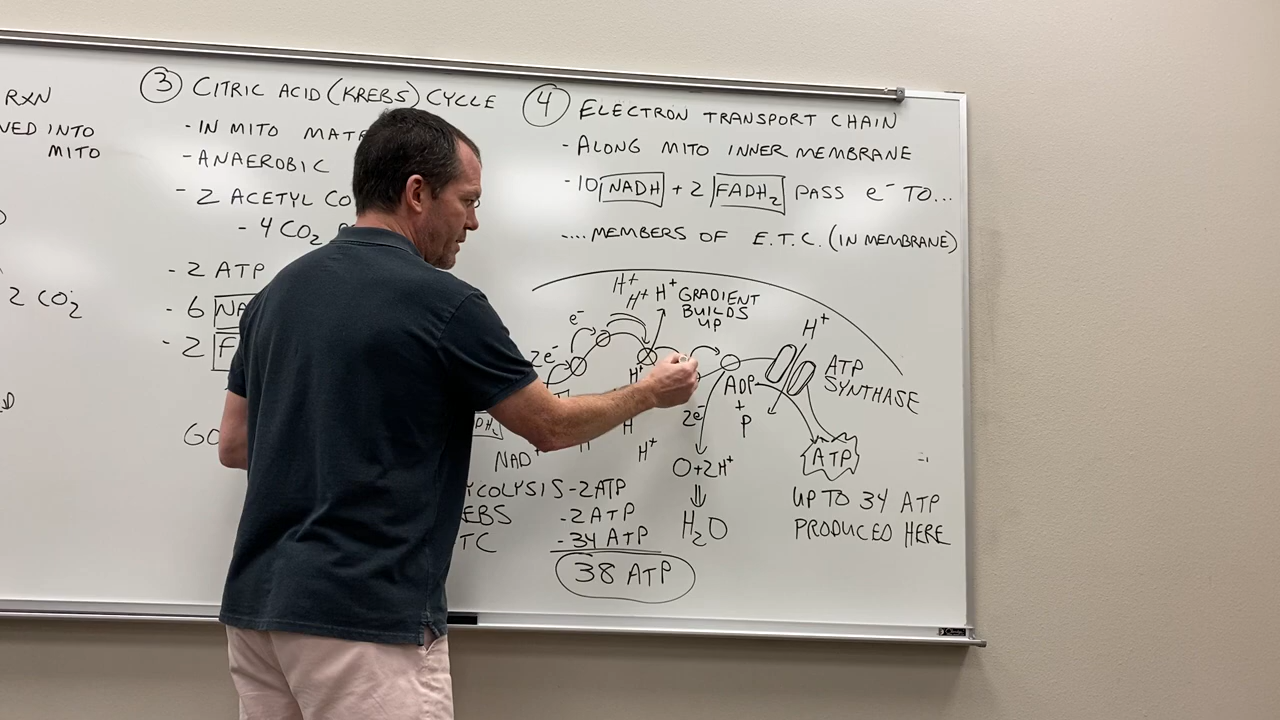 RXN
NED INTO
MITO
2 CO2
D
③ CITRIC ACID (KREBS) CYCLE
- IN MITO MAT
- ANAEROBIC
- 2 ACETYL CO
- 4 CO2
- 2 ATP
- 6 NA
- 2 F
GO
④ ELECTRON TRANSPORT CHAIN
- ALONG MITO INNER MEMBRANE
- 10 NADH + 2 FADH2 PASS e- TO...
.... MEMBERS OF E.T.C. (IN MEMBRANE)
H+
H+ H+ GRADIENT
BUILDS
UP
e-
2e-
H+
H+
ATP
SYNTHASE
ADP
+
P
2e-
H
H+
H+
NAD+
O+2H+
⇓
H2O
ATP
UP TO 34 ATP
PRODUCED HERE
YCOLYSIS - 2 ATP
EBS - 2 ATP
TC - 34 ATP
38 ATP